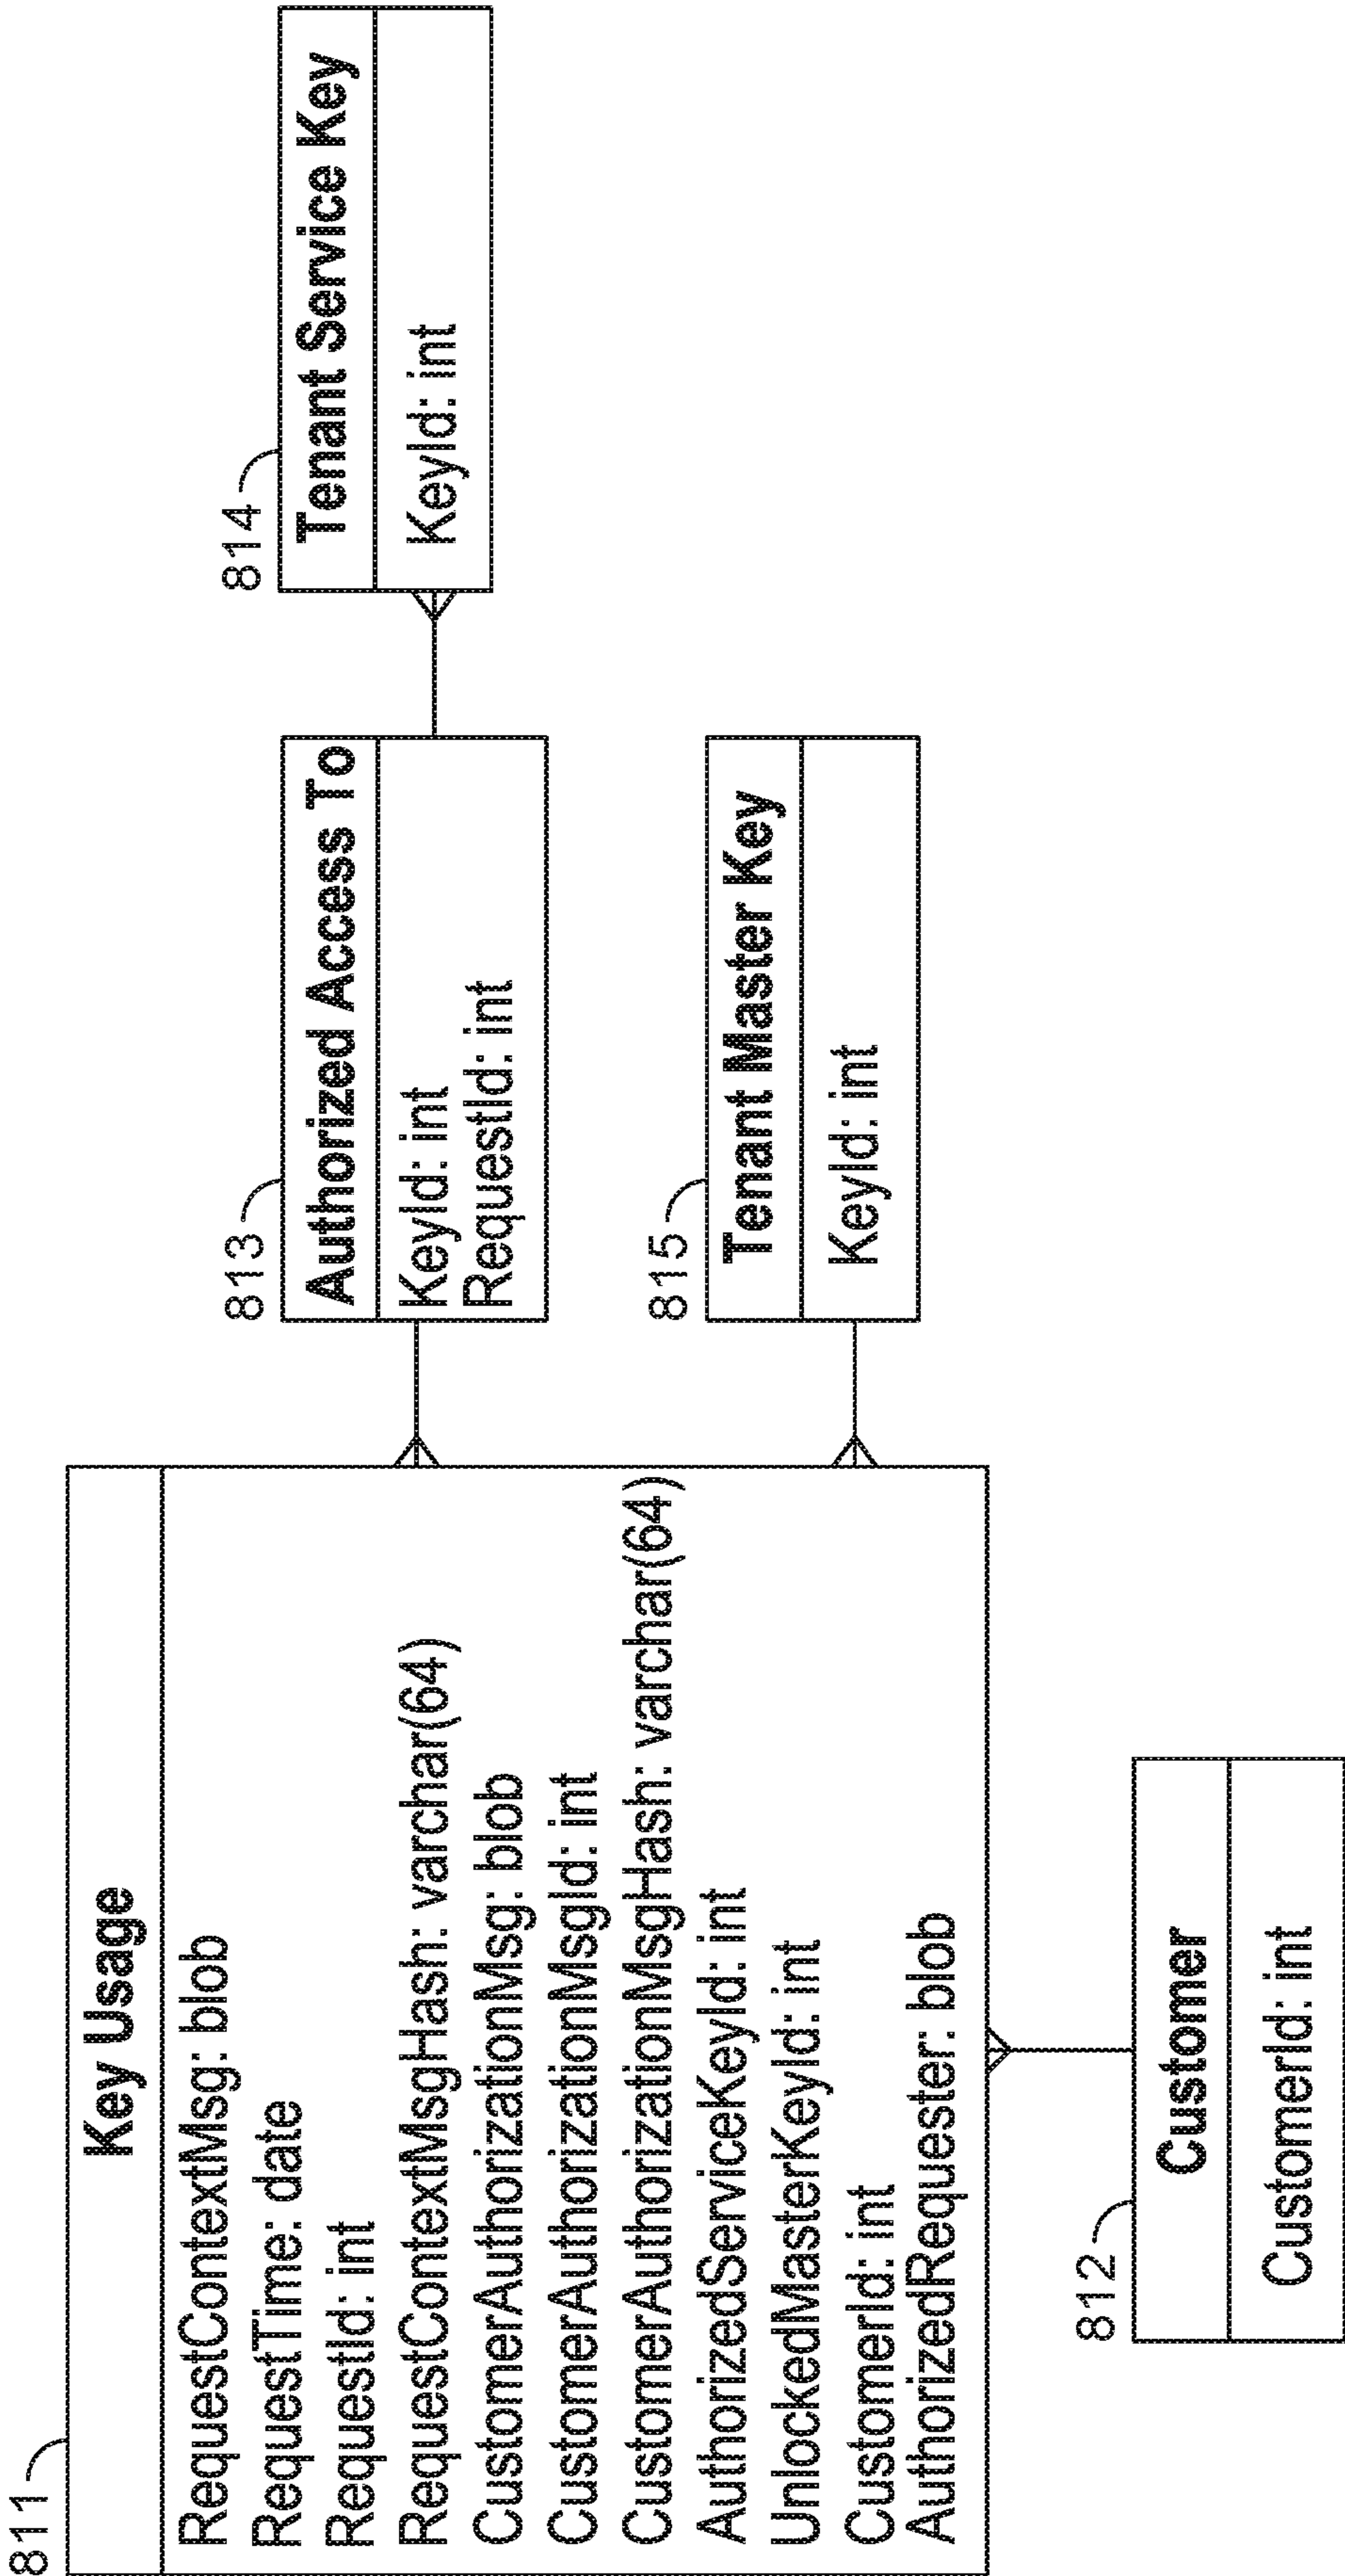 811
Key Usage
RequestContextMsg: blob
RequestTime: date
RequestId: int
RequestContextMsgHash: varchar(64)
CustomerAuthorizationMsg: blob
CustomerAuthorizationMsgId: int
CustomerAuthorizationMsgHash: varchar(64)
AuthorizedServiceKeyId: int
UnlockedMasterKeyId: int
CustomerId: int
AuthorizedRequester: blob
813
Authorized Access To
KeyId: int
RequestId: int
814
Tenant Service Key
KeyId: int
815
Tenant Master Key
KeyId: int
812
Customer
CustomerId: int